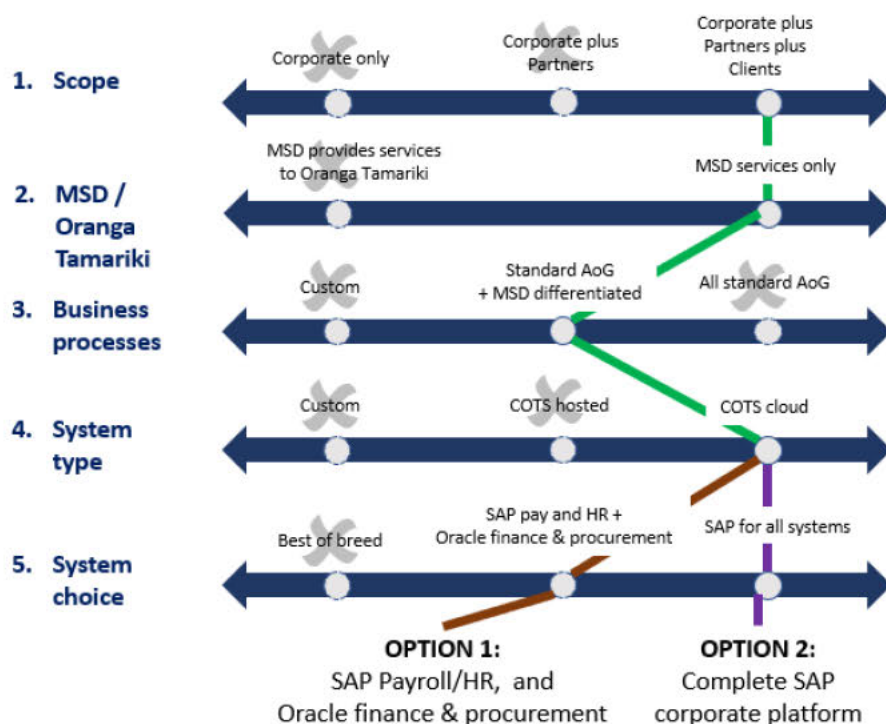 1. Scope
Corporate only
Corporate plus
Partners
Corporate plus
Partners plus
Clients
2. MSD /
Oranga
Tamariki
MSD provides services
to Oranga Tamariki
MSD services only
3. Business
processes
Custom
Standard AoG
+ MSD differentiated
All standard AoG
4. System
type
Custom
COTS hosted
COTS cloud
5. System
choice
Best of breed
SAP pay and HR +
Oracle finance & procurement
SAP for all systems
OPTION 1:
SAP Payroll/HR, and
Oracle finance & procurement
OPTION 2:
Complete SAP
corporate platform